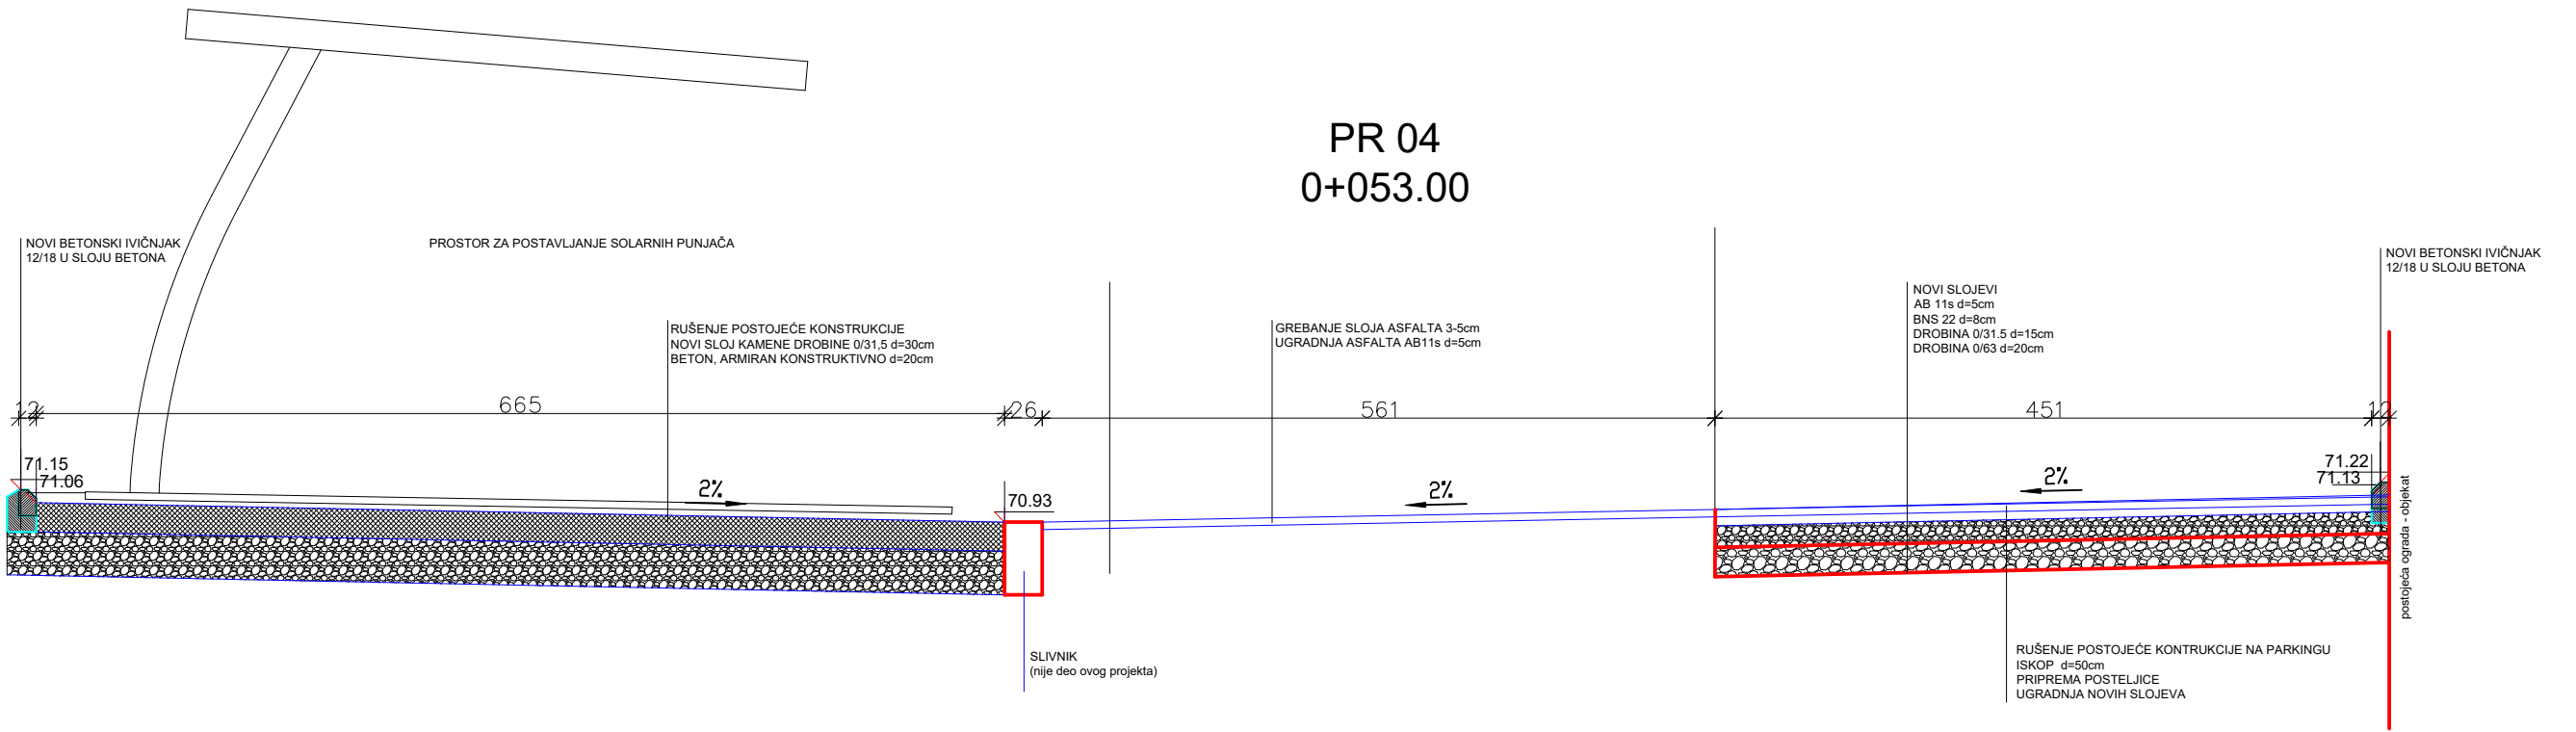 PR 04
0+053.00
NOVI BETONSKI IVIČNJAK
12/18 U SLOJU BETONA
PROSTOR ZA POSTAVLJANJE SOLARNIH PUNJAČA
NOVI BETONSKI IVIČNJAK
12/18 U SLOJU BETONA
RUŠENJE POSTOJEĆE KONSTRUKCIJE
NOVI SLOJ KAMENE DROBINE 0/31,5 d=30cm
BETON, ARMIRAN KONSTRUKTIVNO d=20cm
GREBANJE SLOJA ASFALTA 3-5cm
UGRADNJA ASFALTA AB11s d=5cm
NOVI SLOJEVI
AB 11s d=5cm
BNS 22 d=8cm
DROBINA 0/31.5 d=15cm
DROBINA 0/63 d=20cm
12
665
26
561
451
12
71.15
71.06
2%
70.93
2%
2%
71.22
71.13
postojeća ograda - objekat
SLIVNIK
(nije deo ovog projekta)
RUŠENJE POSTOJEĆE KONTRUKCIJE NA PARKINGU
ISKOP d=50cm
PRIPREMA POSTELJICE
UGRADNJA NOVIH SLOJEVA